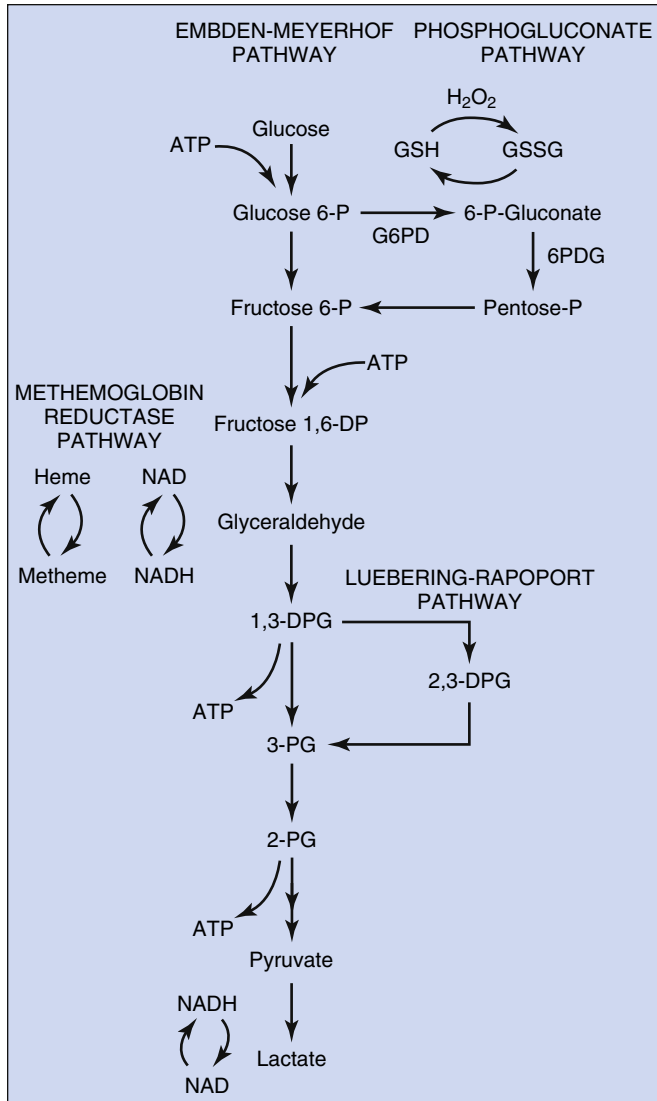 EMBDEN-MEYERHOF
PATHWAY
PHOSPHOGLUCONATE
PATHWAY
H₂O₂
Glucose
ATP
GSH
GSSG
Glucose 6-P
G6PD
6-P-Gluconate
6PDG
Fructose 6-P
Pentose-P
ATP
METHEMOGLOBIN
REDUCTASE
PATHWAY
Fructose 1,6-DP
Heme
NAD
Glyceraldehyde
Metheme
NADH
LUEBERING-RAPOPORT
PATHWAY
1,3-DPG
2,3-DPG
ATP
3-PG
2-PG
ATP
Pyruvate
NADH
Lactate
NAD